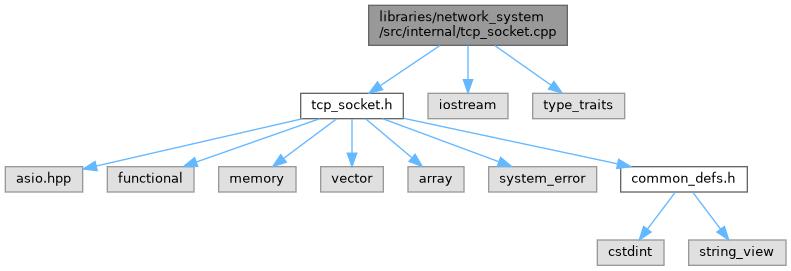 libraries/network_system
/src/internal/tcp_socket.cpp
tcp_socket.h
iostream
type_traits
asio.hpp
functional
memory
vector
array
system_error
common_defs.h
cstdint
string_view